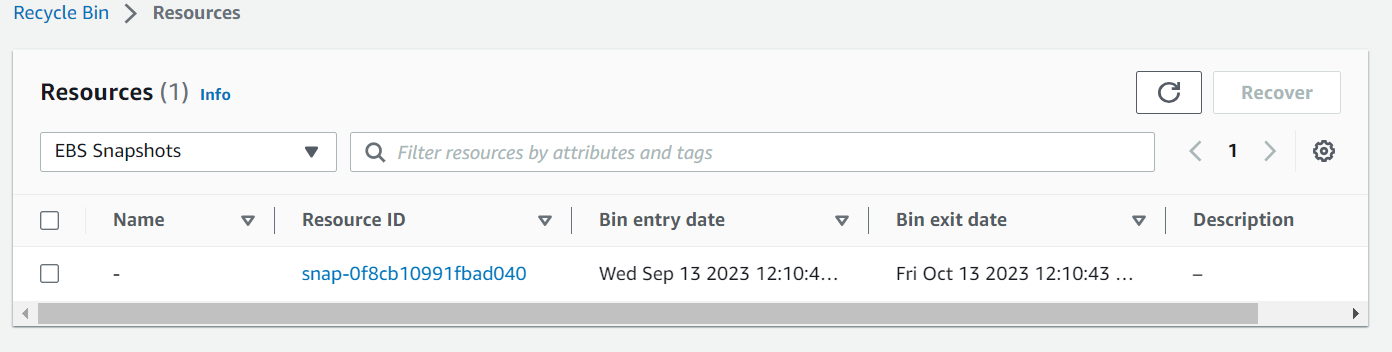 Recycle Bin > Resources
Resources (1) Info
Recover
EBS Snapshots
Filter resources by attributes and tags
1
Name Resource ID Bin entry date Bin exit date Description
- snap-0f8cb10991fbad040 Wed Sep 13 2023 12:10:4... Fri Oct 13 2023 12:10:43 ... –